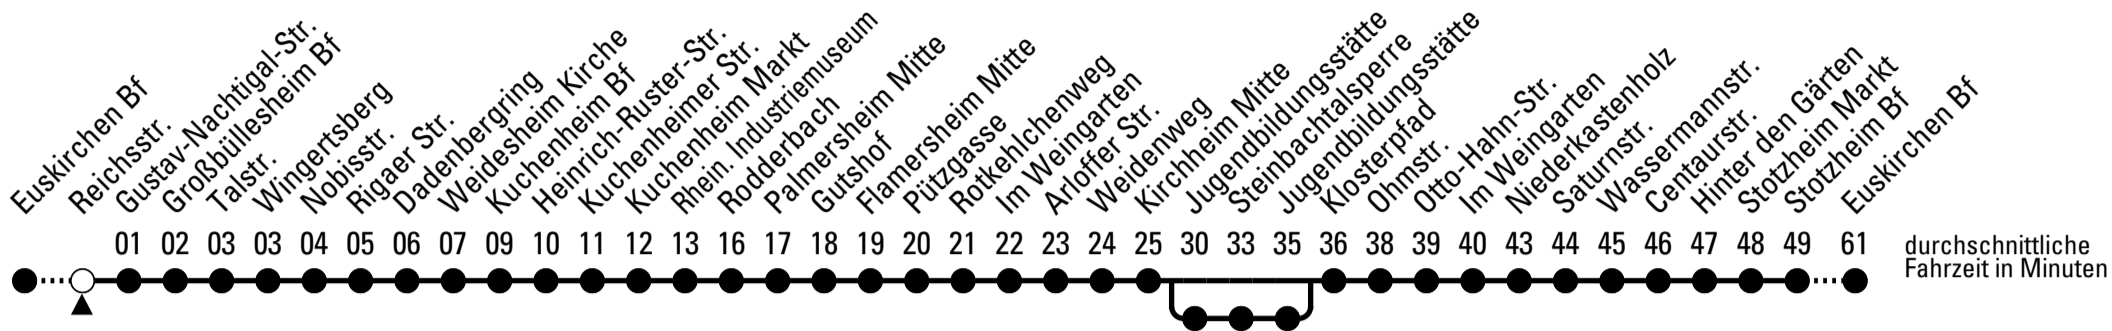 Euskirchen Bf
Reichsstr.
Gustav-Nachtigal-Str.
Großbüllesheim Bf
Talstr.
Wingertsberg
Nobisstr.
Rigaer Str.
Dadenbergring
Weidesheim Kirche
Kuchenheim Bf
Heinrich-Ruster-Str.
Kuchenheimer Str.
Kuchenheim Markt
Rhein. Industriemuseum
Rodderbach
Palmersheim Mitte
Gutshof
Flamersheim Mitte
Pützgasse
Rotkehlchenweg
Im Weingarten
Arloffer Str.
Weidenweg
Kirchheim Mitte
Jugendbildungsstätte
Steinbachtalsperre
Jugendbildungsstätte
Klosterpfad
Ohmstr.
Otto-Hahn-Str.
Im Weingarten
Niederkastenholz
Saturnstr.
Wassermannstr.
Centaurstr.
Hinter den Gärten
Stotzheim Markt
Stotzheim Bf
Euskirchen Bf
01 02 03 03 04 05 06 07 09 10 11 12 13 16 17 18 19 20 21 22 23 24 25 30 33 35 36 38 39 40 43 44 45 46 47 48 49 61
durchschnittliche
Fahrzeit in Minuten